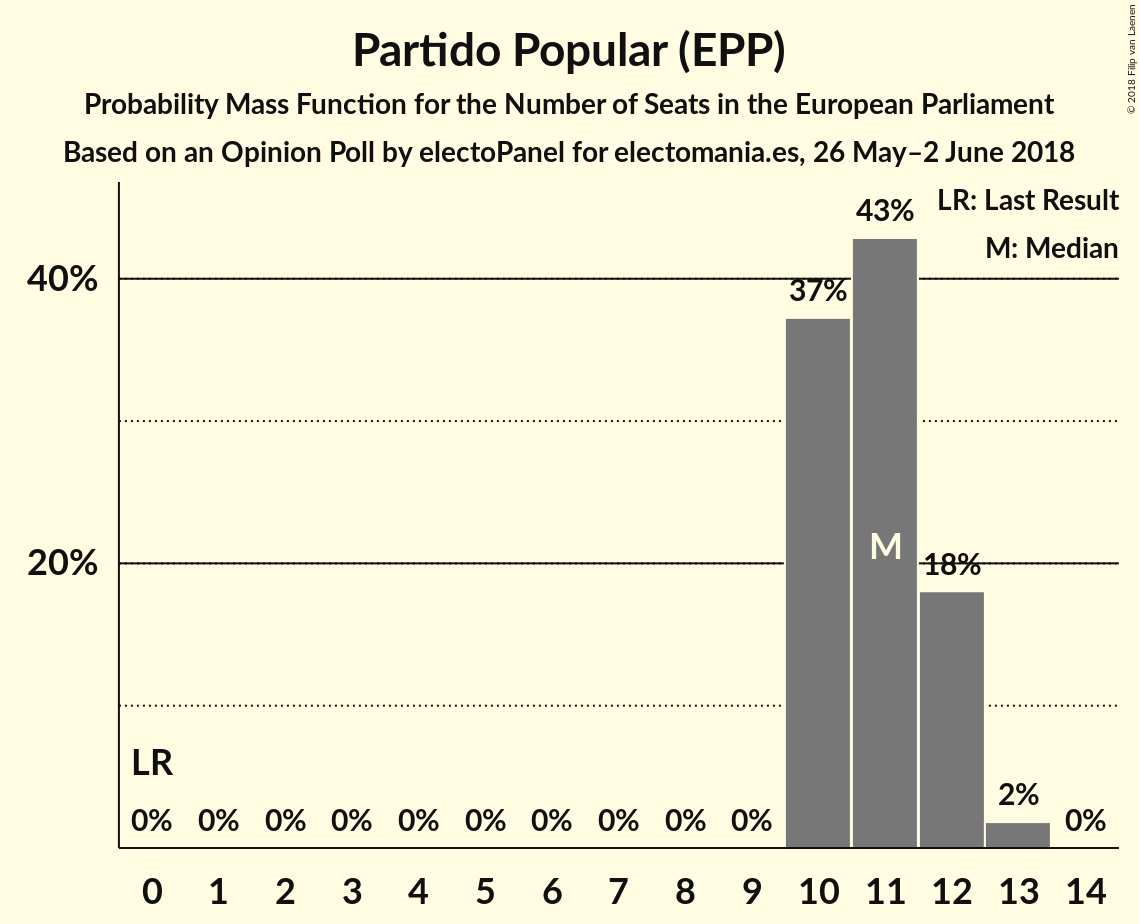 Partido Popular (EPP)
Probability Mass Function for the Number of Seats in the European Parliament
Based on an Opinion Poll by electoPanel for electomania.es, 26 May–2 June 2018
© 2018 Filip van Laenen
LR: Last Result
M: Median
43%
40%
37%
M
20%
18%
LR
2%
0% 0% 0% 0% 0% 0% 0% 0% 0% 0% 0%
0 1 2 3 4 5 6 7 8 9 10 11 12 13 14